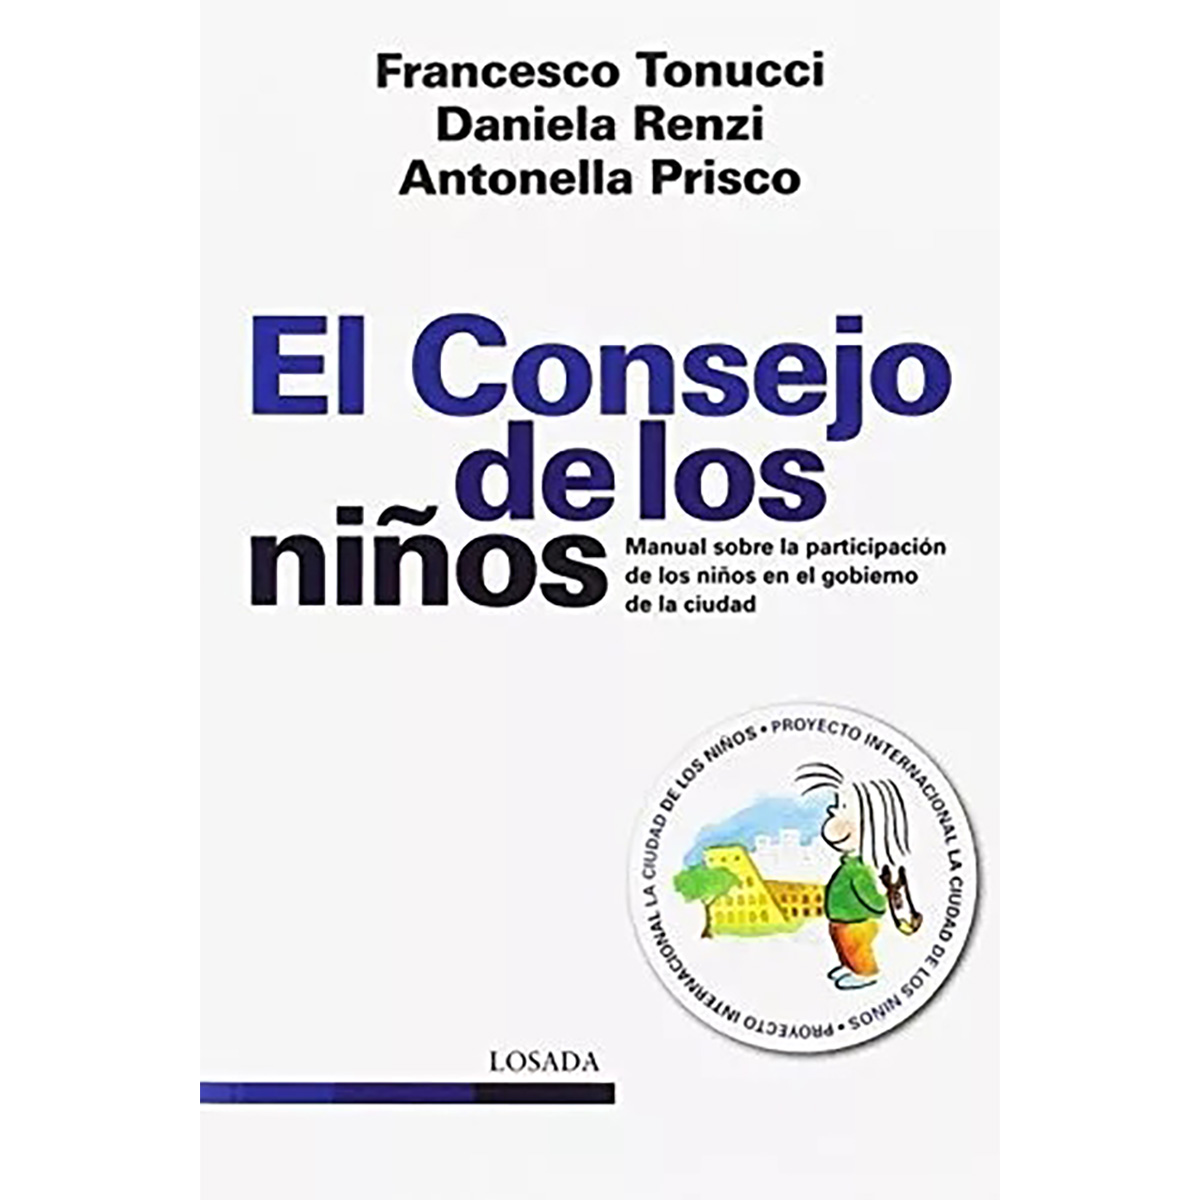 Francesco Tonucci
Daniela Renzi
Antonella Prisco
El Consejo
de los
niños
Manual sobre la participación
de los niños en el gobierno
de la ciudad
PROYECTO INTERNACIONAL LA CIUDAD DE LOS NIÑOS • PROYECTO INTERNACIONAL LA CIUDAD DE LOS NIÑOS •
LOSADA